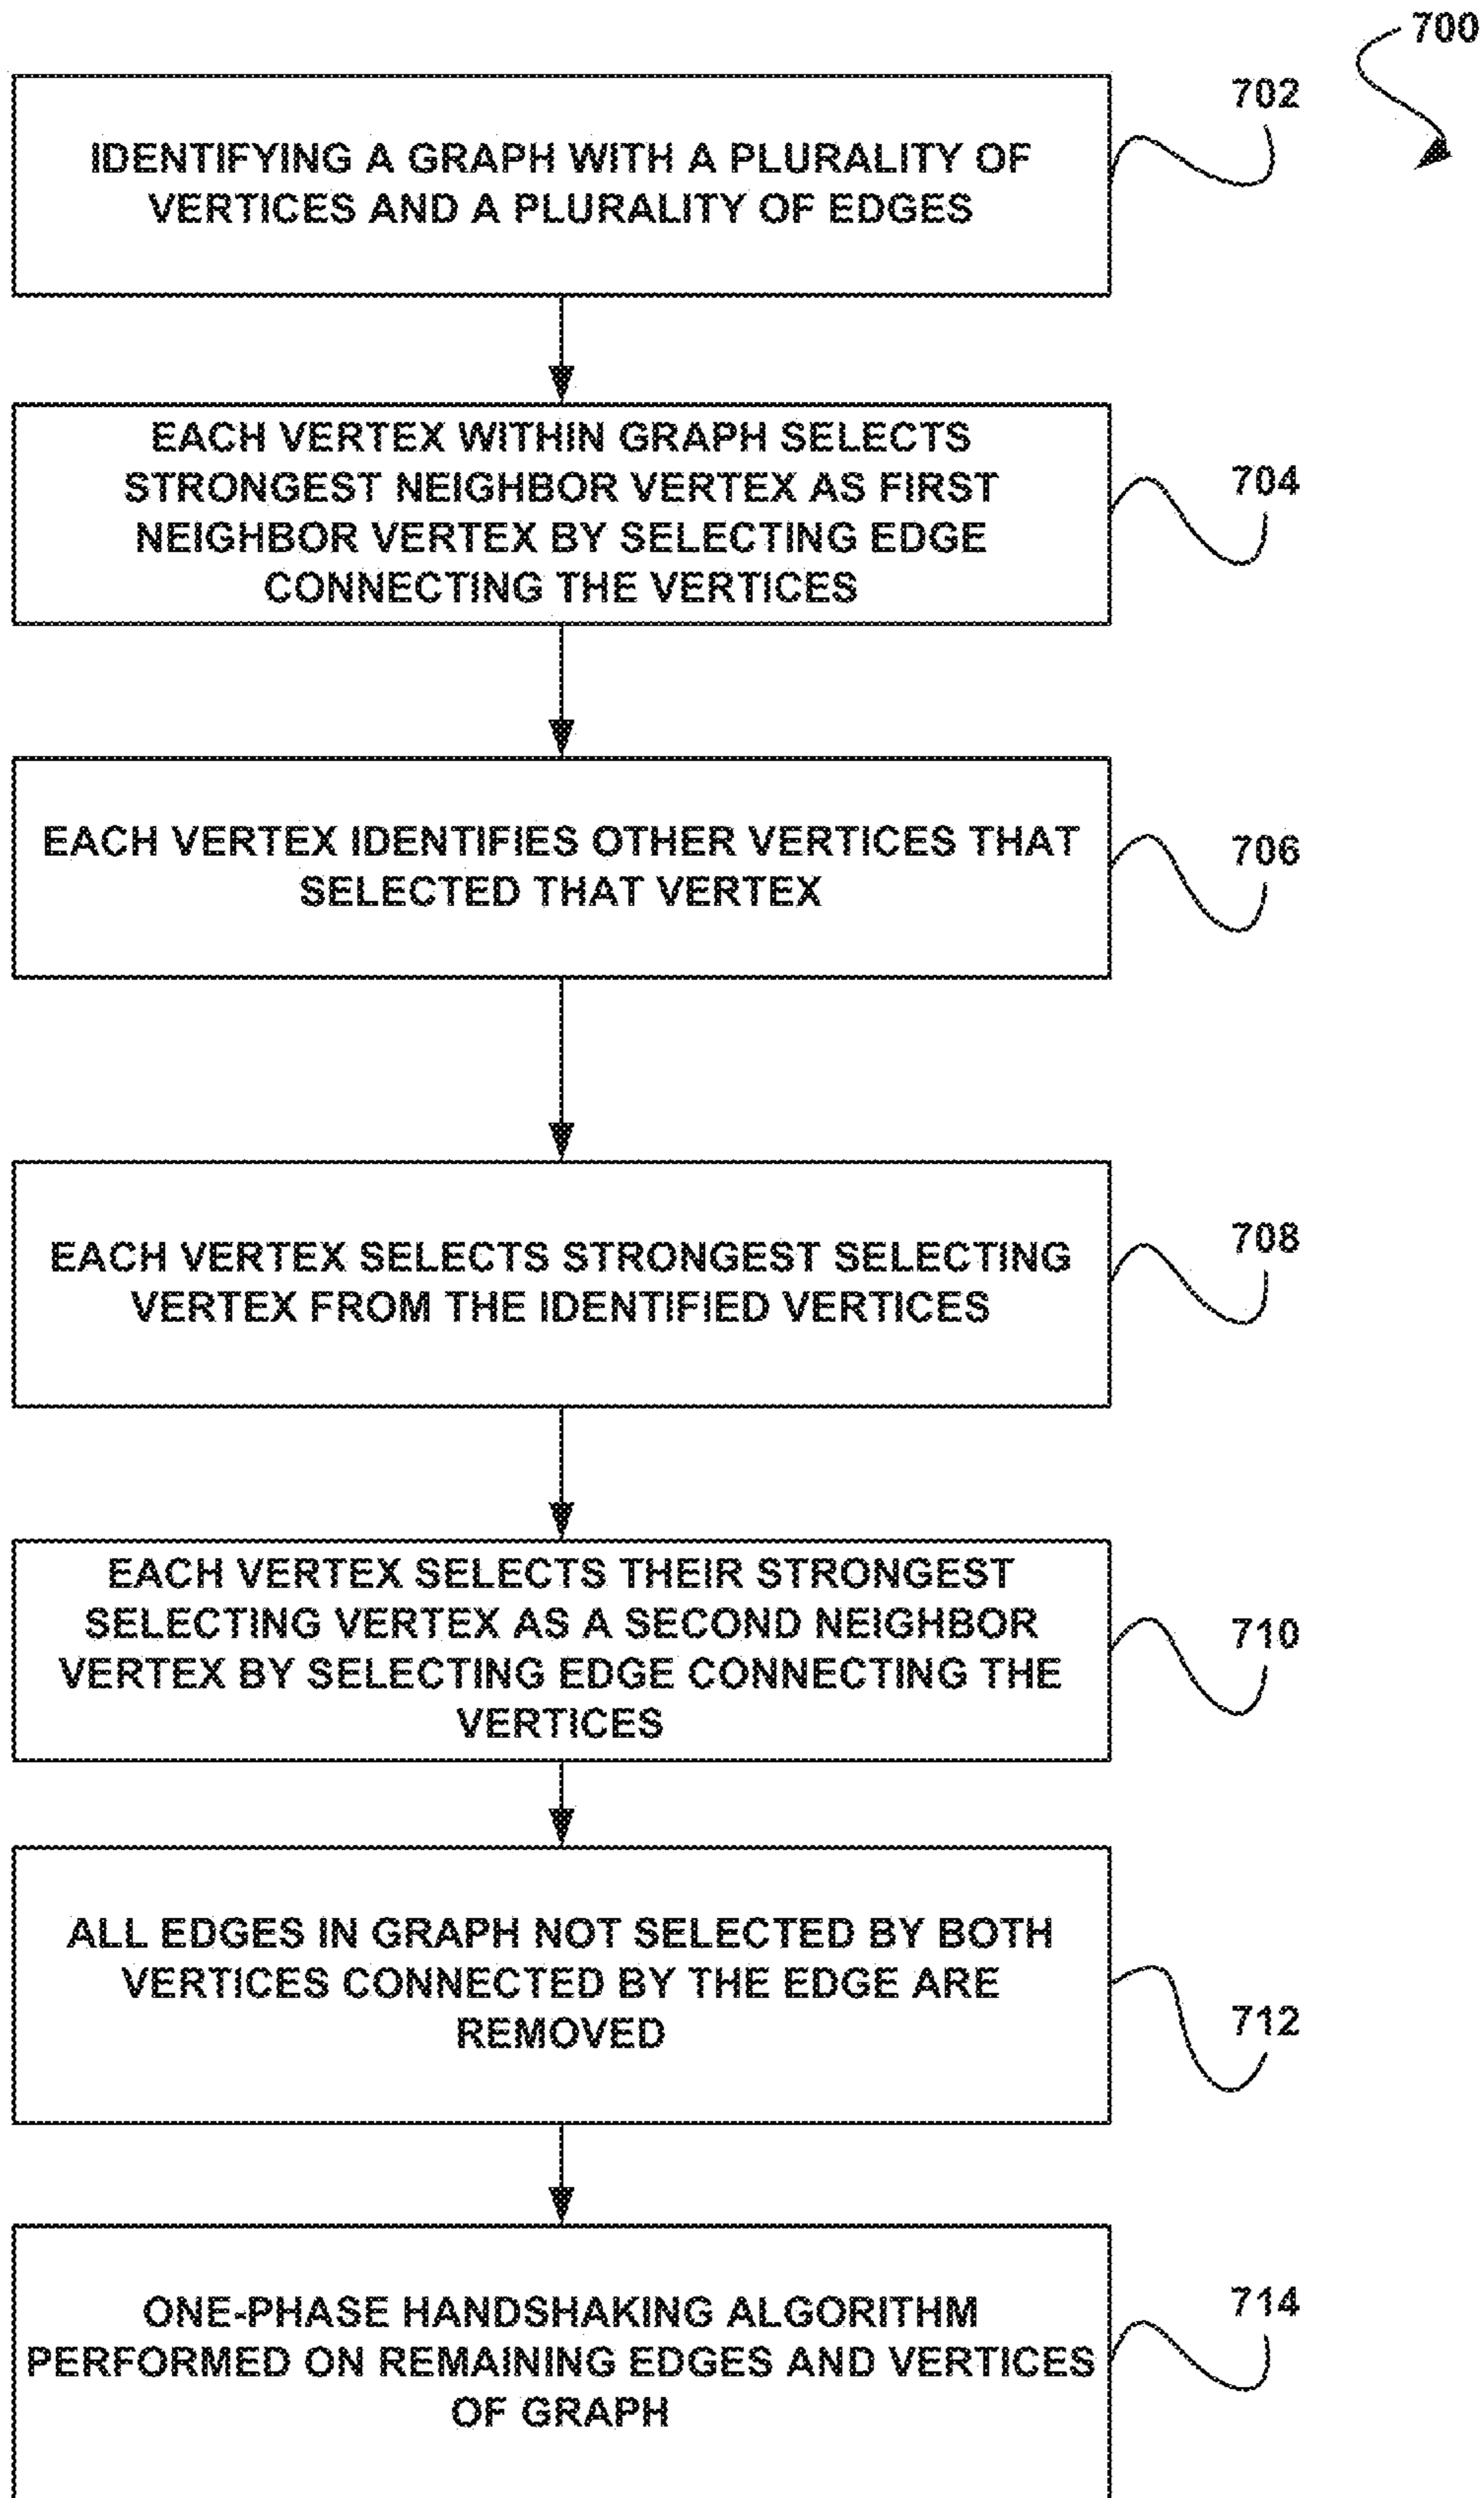 700
702
IDENTIFYING A GRAPH WITH A PLURALITY OF
VERTICES AND A PLURALITY OF EDGES
EACH VERTEX WITHIN GRAPH SELECTS
STRONGEST NEIGHBOR VERTEX AS FIRST
NEIGHBOR VERTEX BY SELECTING EDGE
CONNECTING THE VERTICES
704
EACH VERTEX IDENTIFIES OTHER VERTICES THAT
SELECTED THAT VERTEX
706
EACH VERTEX SELECTS STRONGEST SELECTING
VERTEX FROM THE IDENTIFIED VERTICES
708
EACH VERTEX SELECTS THEIR STRONGEST
SELECTING VERTEX AS A SECOND NEIGHBOR
VERTEX BY SELECTING EDGE CONNECTING THE
VERTICES
710
ALL EDGES IN GRAPH NOT SELECTED BY BOTH
VERTICES CONNECTED BY THE EDGE ARE
REMOVED
712
ONE-PHASE HANDSHAKING ALGORITHM
PERFORMED ON REMAINING EDGES AND VERTICES
OF GRAPH
714